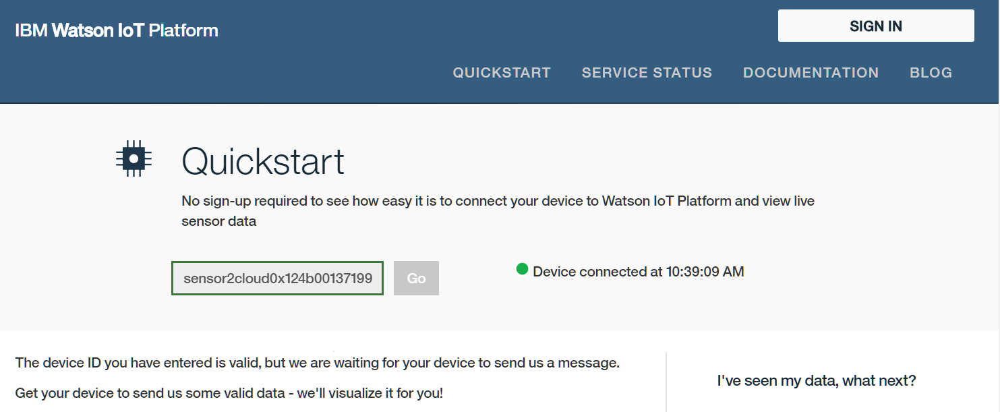 IBM Watson IoT Platform
SIGN IN
QUICKSTART SERVICE STATUS DOCUMENTATION BLOG
Quickstart
No sign-up required to see how easy it is to connect your device to Watson IoT Platform and view live
sensor data
sensor2cloud0x124b00137199 Go
Device connected at 10:39:09 AM
The device ID you have entered is valid, but we are waiting for your device to send us a message.
Get your device to send us some valid data - we'll visualize it for you!
I've seen my data, what next?